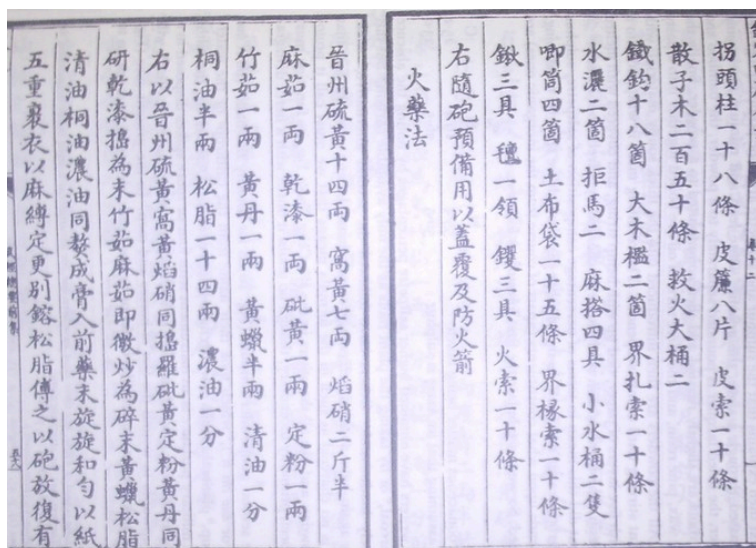 拐頭柱一十八條 皮簾八片 皮索一十條
散子木二百五十條 救火大桶二
鐵鈎十八箇 大木檻二箇 界扎索一十條
水濼二箇 拒馬二 麻搭四具 小水桶二隻
唧筒四箇 土布袋一十五條 界椽索一十條
鍬三具 氊一領 钁三具 火索一十條
右隨砲預備用以蓋覆及防火箭
火藥法
晉州硫黄十四兩 窩黄七兩 焰硝二斤半
麻茹一兩 乾漆一兩 砒黄一兩 定粉一兩
竹茹一兩 黄丹一兩 黄蠟半兩 清油一分
桐油半兩 松脂一十四兩 濃油一分
右以晉州硫黄窩黄焰硝同搗羅砒黄定粉黄丹同
研乾漆搗為末竹茹麻茹即微炒為碎末黄蠟松脂
清油桐油濃油同熬成膏入前藥末旋旋和匀以紙
五重裹衣以麻縛定更别鎔松脂傅之以砲放復有